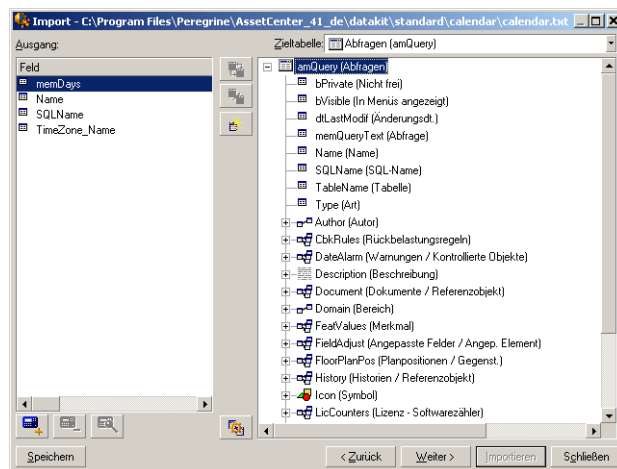 Import - C:\Program Files\Peregrine\AssetCenter_41_de\datakit\standard\calendar\calendar.txt
Ausgang:
Zieltabelle: Abfragen (amQuery)
Feld
memDays
Name
SQLName
TimeZone_Name
amQuery (Abfragen)
bPrivate (Nicht frei)
bVisible (In Menüs angezeigt)
dtLastModif (Änderungsdt.)
memQueryText (Abfrage)
Name (Name)
SQLName (SQL-Name)
TableName (Tabelle)
Type (Art)
Author (Autor)
CbkRules (Rückbelastungsregeln)
DateAlarm (Warnungen / Kontrollierte Objekte)
Description (Beschreibung)
Document (Dokumente / Referenzobjekt)
Domain (Bereich)
FeatValues (Merkmal)
FieldAdjust (Angepasste Felder / Angep. Element)
FloorPlanPos (Planpositionen / Gegenst.)
History (Historien / Referenzobjekt)
Icon (Symbol)
LicCounters (Lizenz - Softwarezähler)
Speichern
< Zurück
Weiter >
Importieren
Schließen